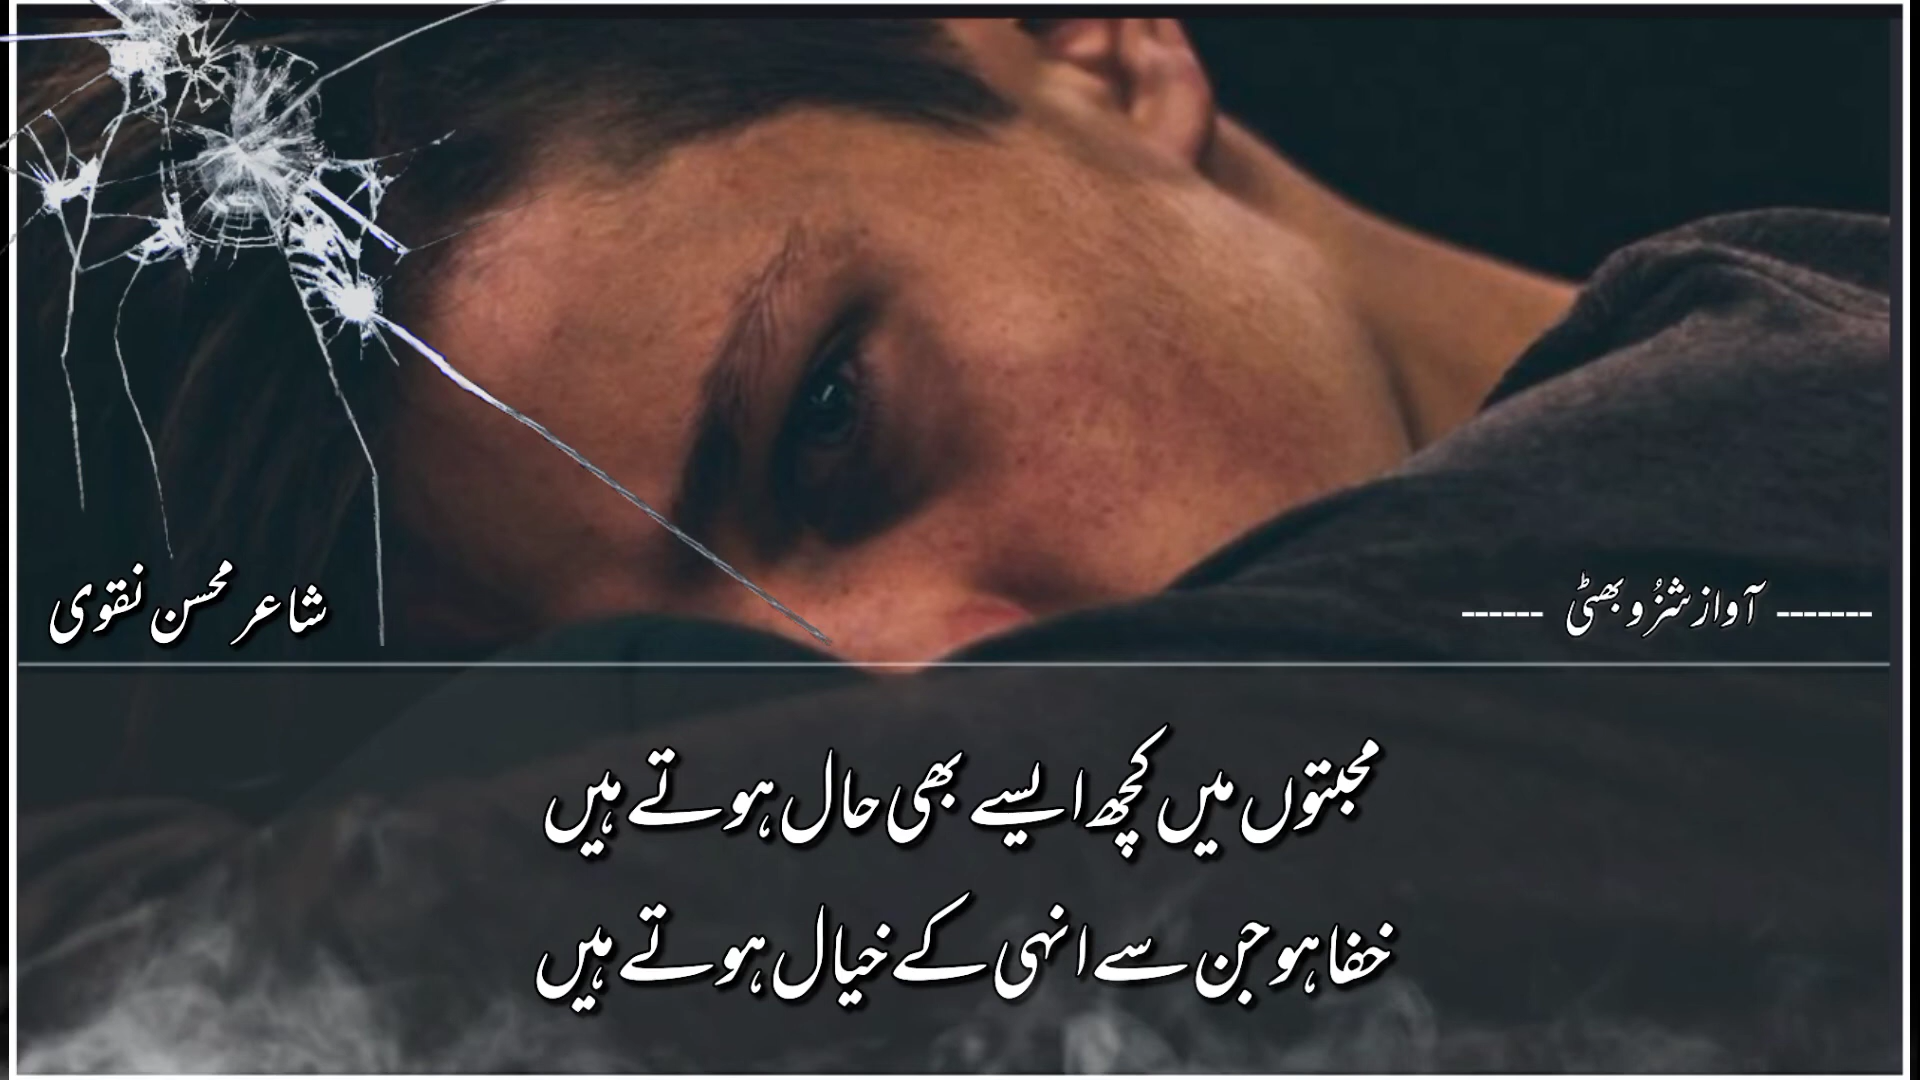 شاعر محسن نقوی
------- آواز شزُو بھٹی ------
محبتوں میں کچھ ایسے بھی حال ہوتے ہیں
خفا ہو جن سے انہی کے خیال ہوتے ہیں